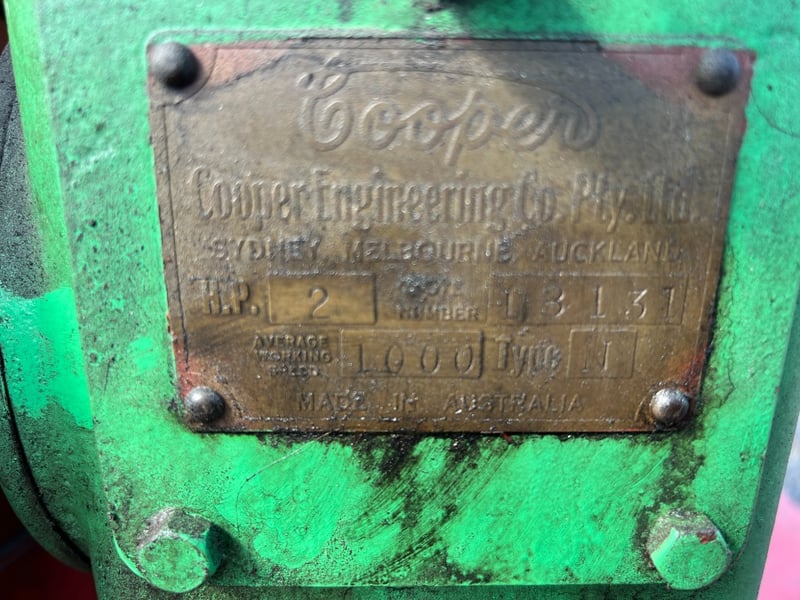 Cooper
Cooper Engineering Co. Pty. Ltd.
SYDNEY MELBOURNE AUCKLAND
H.P. 2 NUMBER 18131
AVERAGE WORKING SPEED 1000 Type N
MADE IN AUSTRALIA